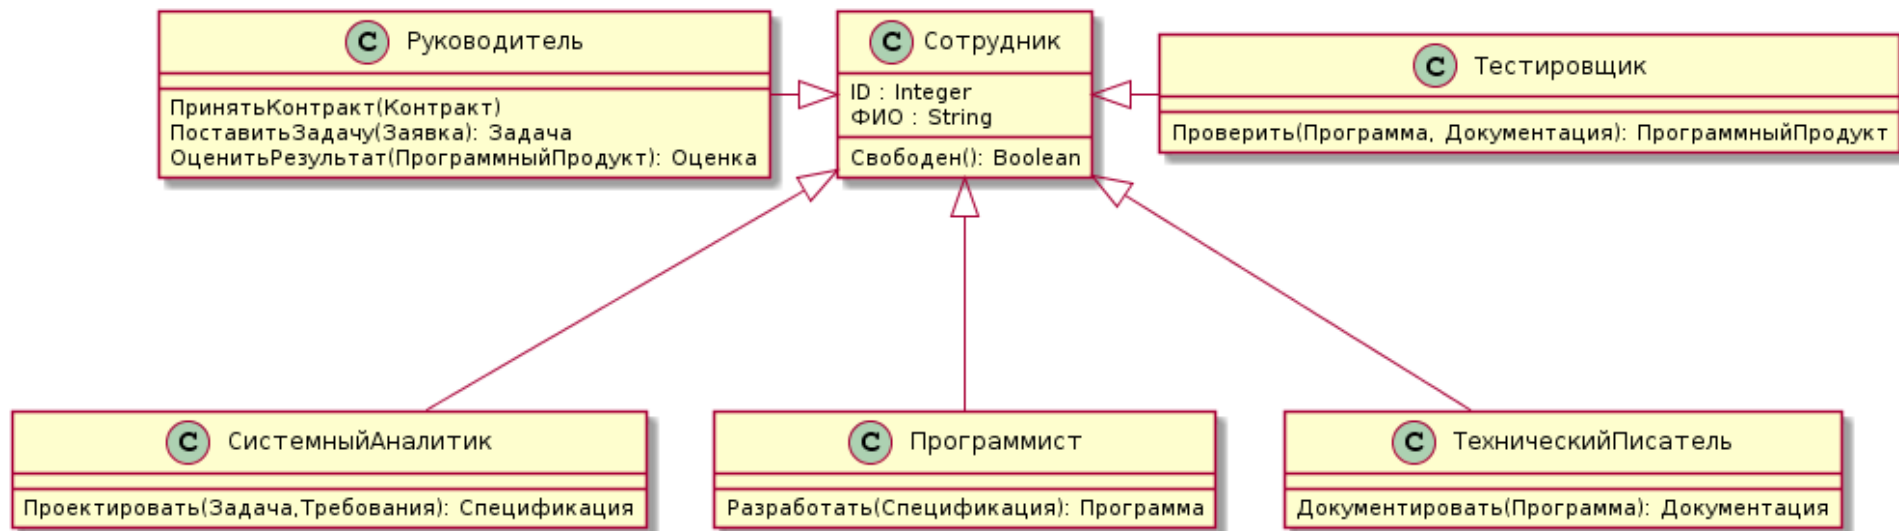 C Руководитель
ПринятьКонтракт(Контракт)
ПоставитьЗадачу(Заявка): Задача
ОценитьРезультат(ПрограммныйПродукт): Оценка
C Сотрудник
ID : Integer
ФИО : String
Свободен(): Boolean
C Тестировщик
Проверить(Программа, Документация): ПрограммныйПродукт
C СистемныйАналитик
Проектировать(Задача,Требования): Спецификация
C Программист
Разработать(Спецификация): Программа
C ТехническийПисатель
Документировать(Программа): Документация